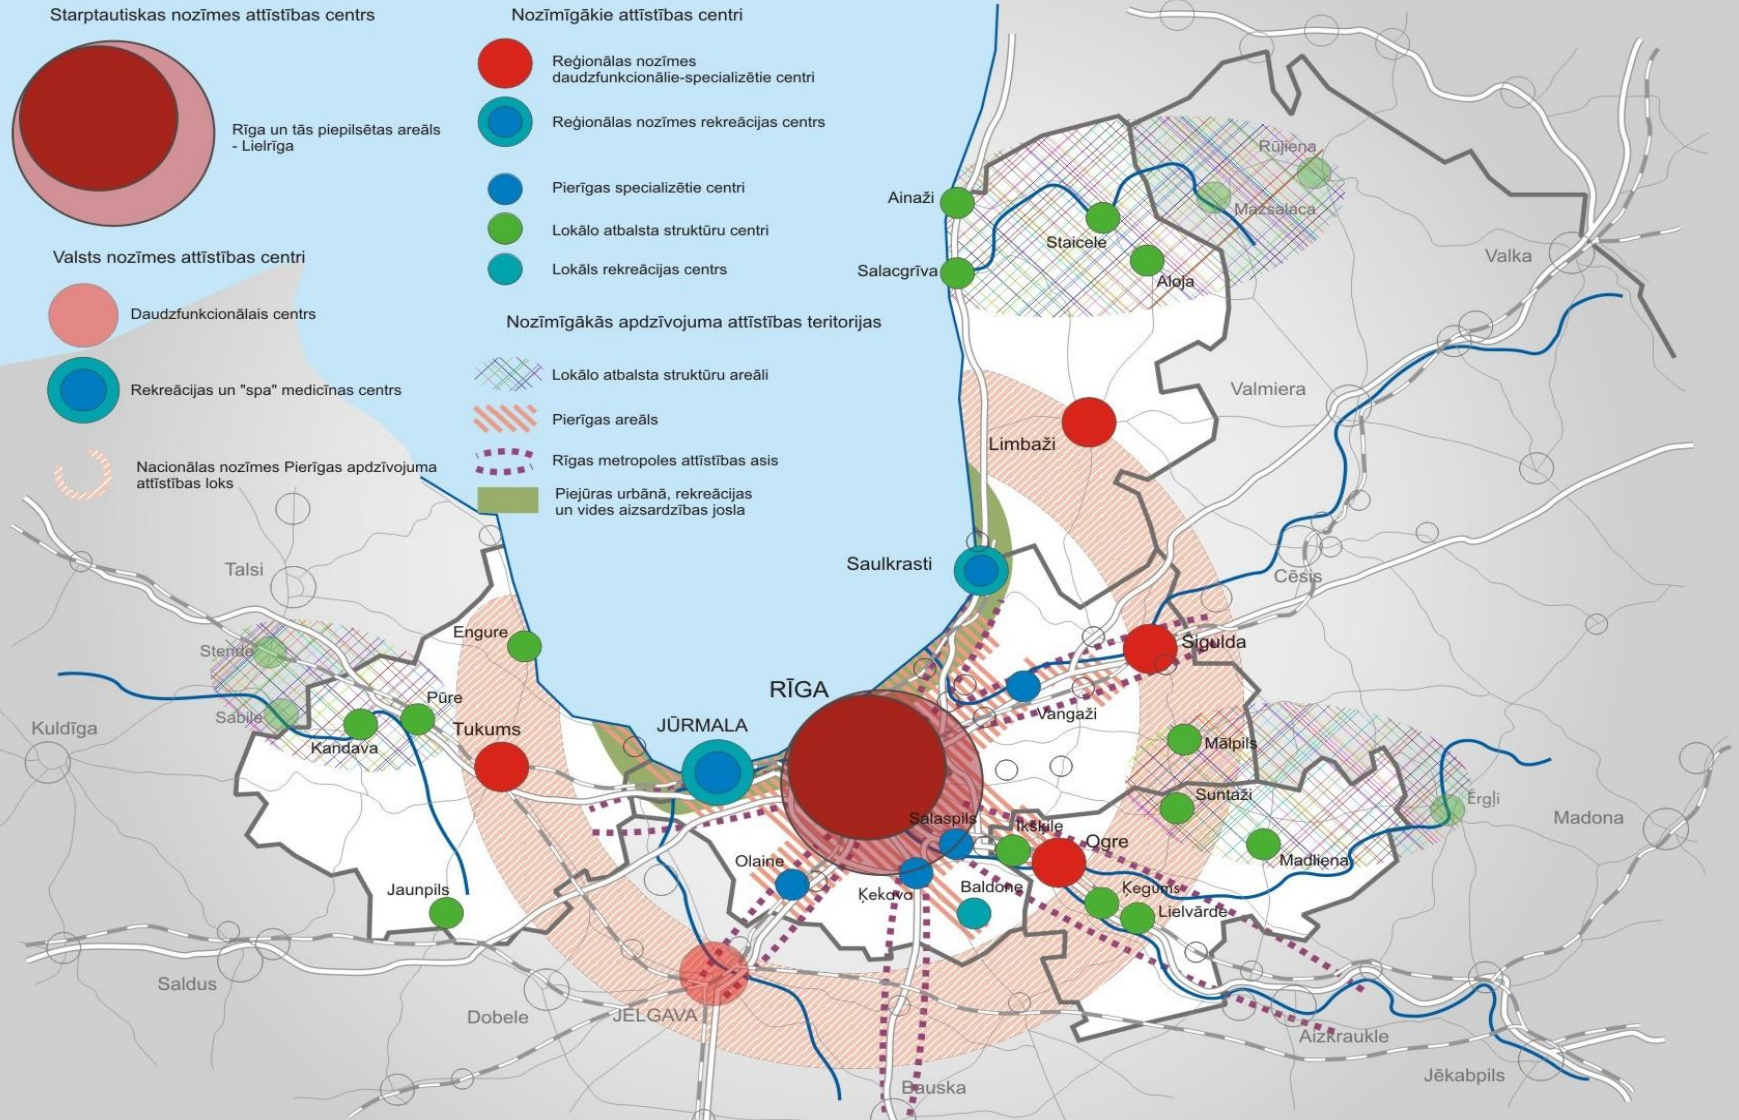 Starptautiskas nozīmes attīstības centrs
Rīga un tās piepilsētas areāls
- Lielrīga
Valsts nozīmes attīstības centri
Daudzfunkcionālais centrs
Rekreācijas un "spa" medicīnas centrs
Nacionālas nozīmes Pierīgas apdzīvojuma
attīstības loks
Nozīmīgākie attīstības centri
Reģionālas nozīmes
daudzfunkcionālie-specializētie centri
Reģionālas nozīmes rekreācijas centrs
Pierīgas specializētie centri
Lokālo atbalsta struktūru centri
Lokāls rekreācijas centrs
Nozīmīgākās apdzīvojuma attīstības teritorijas
Lokālo atbalsta struktūru areāli
Pierīgas areāls
Rīgas metropoles attīstības asis
Piejūras urbānā, rekreācijas
un vides aizsardzības josla
Rūjiena
Ainaži
Mazsalaca
Staicele
Valka
Salacgrīva
Aloja
Valmiera
Limbaži
Saulkrasti
Talsi
Cēsis
Engure
Sigulda
Stende
RĪGA
Pūre
Sabile
Vangaži
Kuldīga
Tukums
JŪRMALA
Kandava
Mālpils
Suntaži
Ērgļi
Salaspils
Ikšķile
Madona
Ogre
Olaine
Madliena
Jaunpils
Ķekava
Baldone
Ķegums
Lielvārde
Saldus
Dobele
JELGAVA
Aizkraukle
Bauska
Jēkabpils